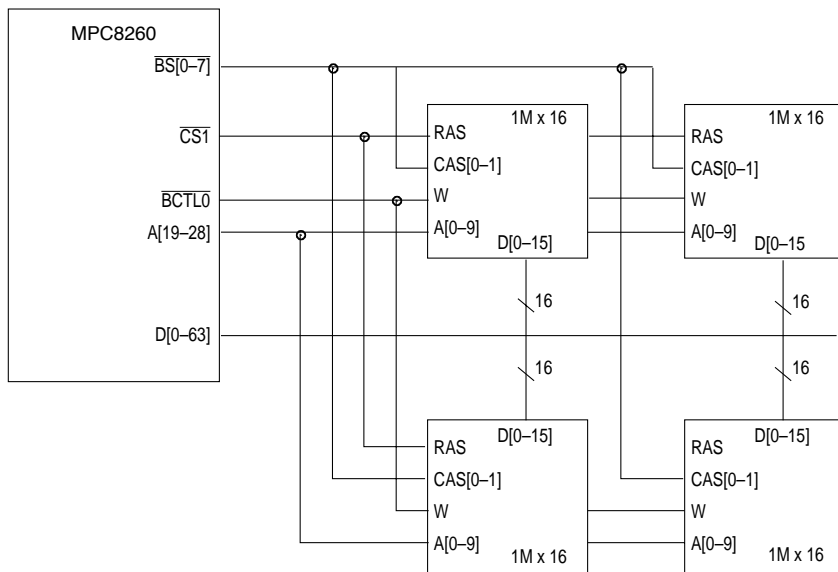 MPC8260
BS[0–7]
CS1
BCTL0
A[19–28]
D[0–63]
1M x 16
RAS
CAS[0–1]
W
A[0–9]
D[0–15]
1M x 16
RAS
CAS[0–1]
W
A[0–9]
D[0–15
16
16
16
16
D[0–15]
RAS
CAS[0–1]
W
A[0–9]
1M x 16
D[0–15]
RAS
CAS[0–1]
W
A[0–9]
1M x 16